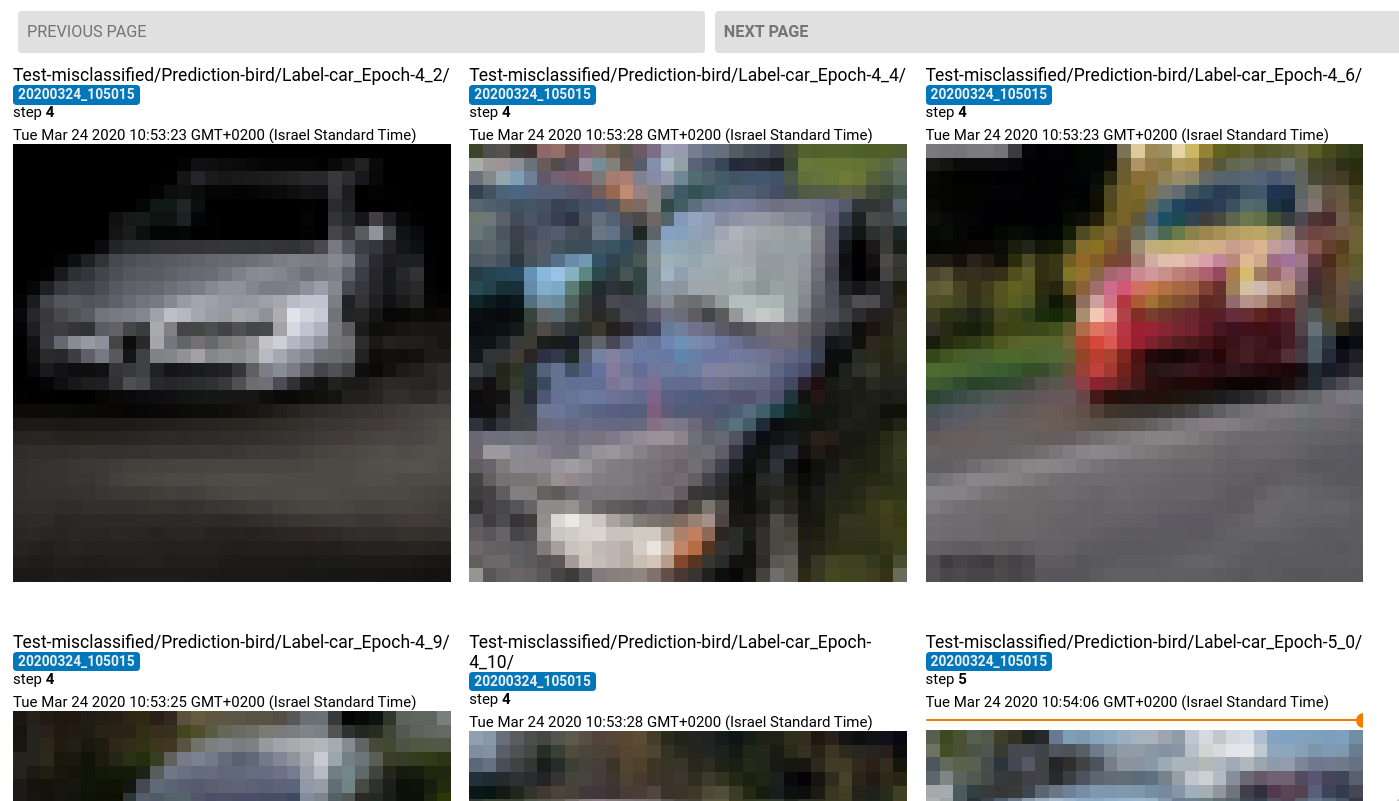 PREVIOUS PAGE
NEXT PAGE
Test-misclassified/Prediction-bird/Label-car_Epoch-4_2/
20200324_105015
step 4
Tue Mar 24 2020 10:53:23 GMT+0200 (Israel Standard Time)
Test-misclassified/Prediction-bird/Label-car_Epoch-4_4/
20200324_105015
step 4
Tue Mar 24 2020 10:53:28 GMT+0200 (Israel Standard Time)
Test-misclassified/Prediction-bird/Label-car_Epoch-4_6/
20200324_105015
step 4
Tue Mar 24 2020 10:53:23 GMT+0200 (Israel Standard Time)
Test-misclassified/Prediction-bird/Label-car_Epoch-4_9/
20200324_105015
step 4
Tue Mar 24 2020 10:53:25 GMT+0200 (Israel Standard Time)
Test-misclassified/Prediction-bird/Label-car_Epoch-
4_10/
20200324_105015
step 4
Tue Mar 24 2020 10:53:28 GMT+0200 (Israel Standard Time)
Test-misclassified/Prediction-bird/Label-car_Epoch-5_0/
20200324_105015
step 5
Tue Mar 24 2020 10:54:06 GMT+0200 (Israel Standard Time)